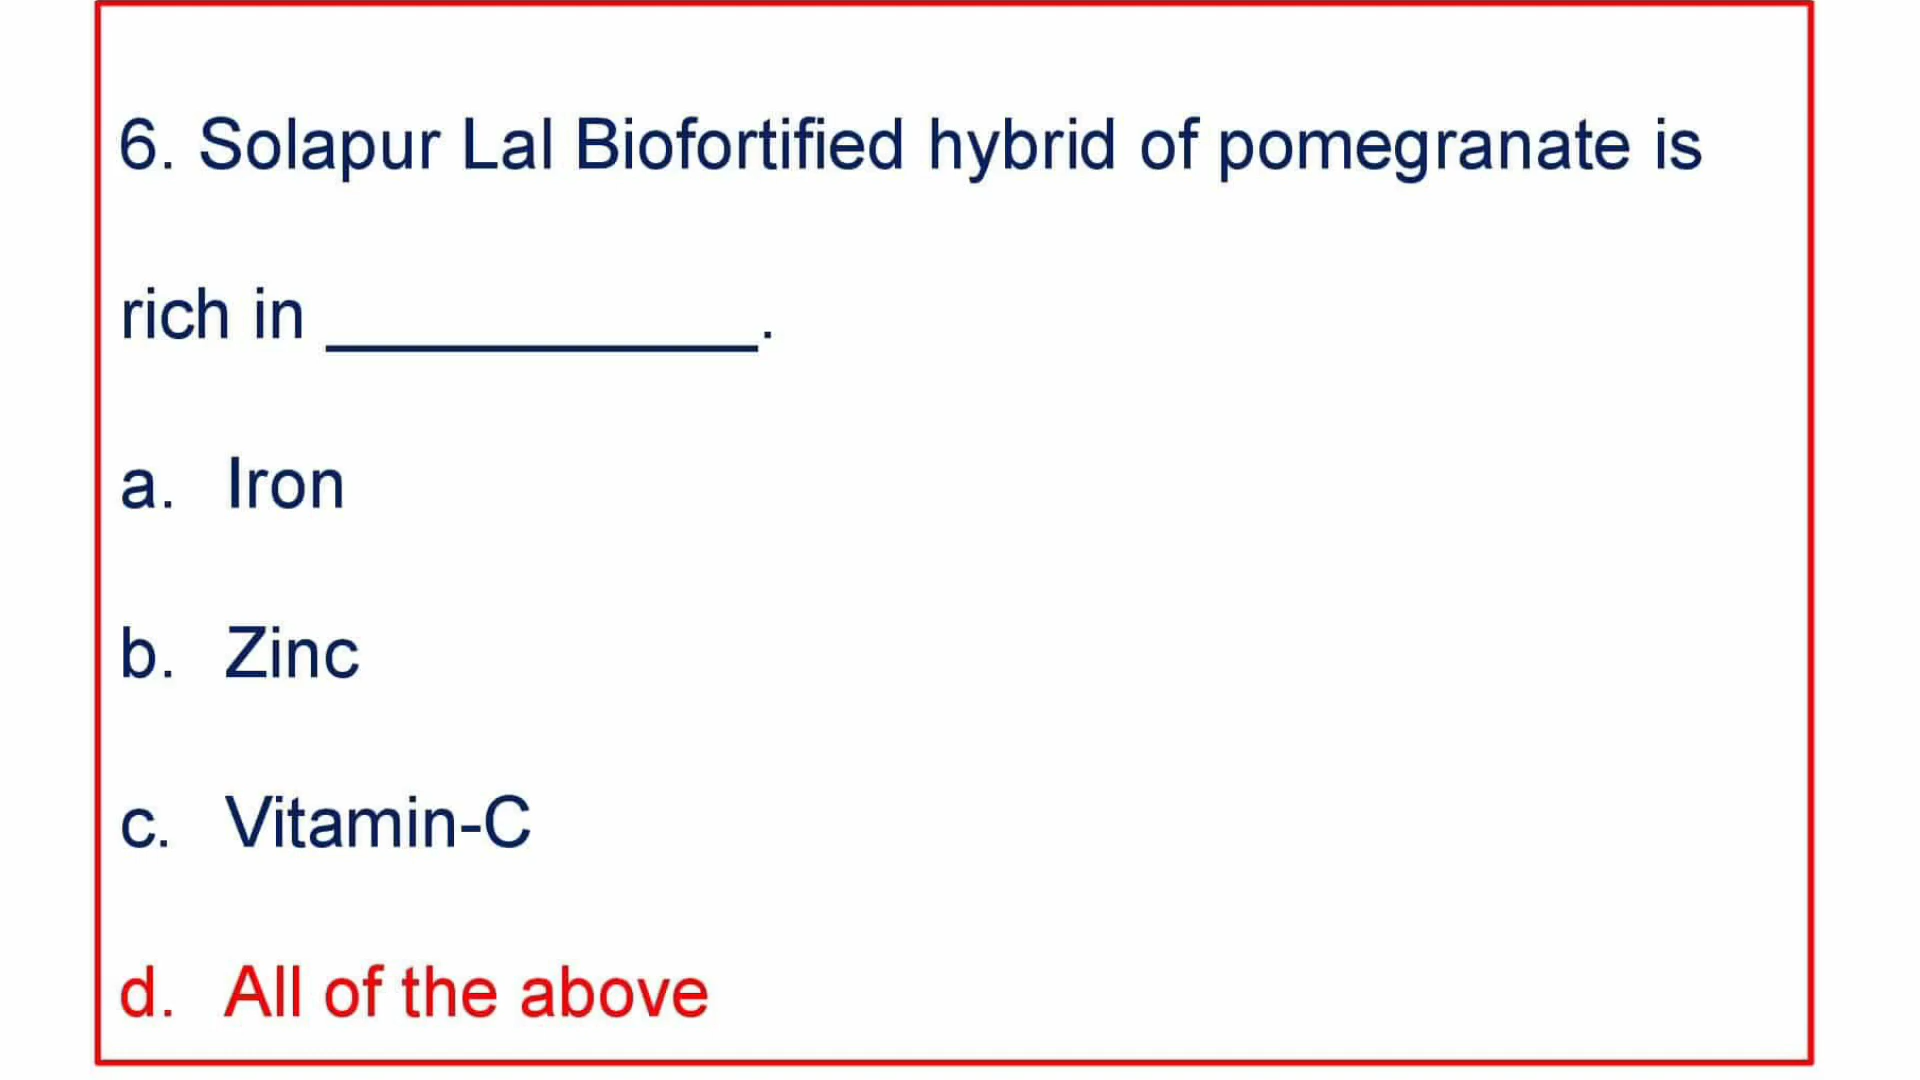 6. Solapur Lal Biofortified hybrid of pomegranate is
rich in ____________.
a. Iron
b. Zinc
c. Vitamin-C
d. All of the above